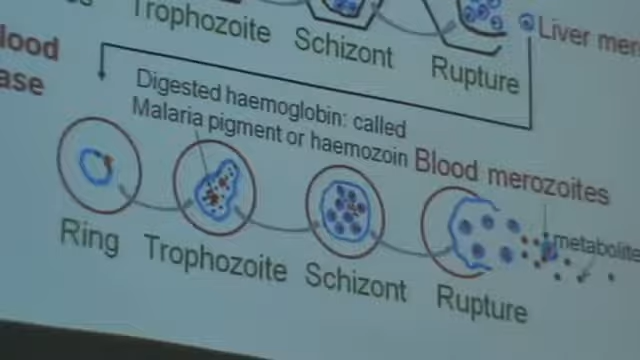 Trophozoite Schizont Rupture
Liver mer
lood
ase
Digested haemoglobin: called
Malaria pigment or haemozoin
Blood merozoites
metabolite
Ring Trophozoite Schizont Rupture